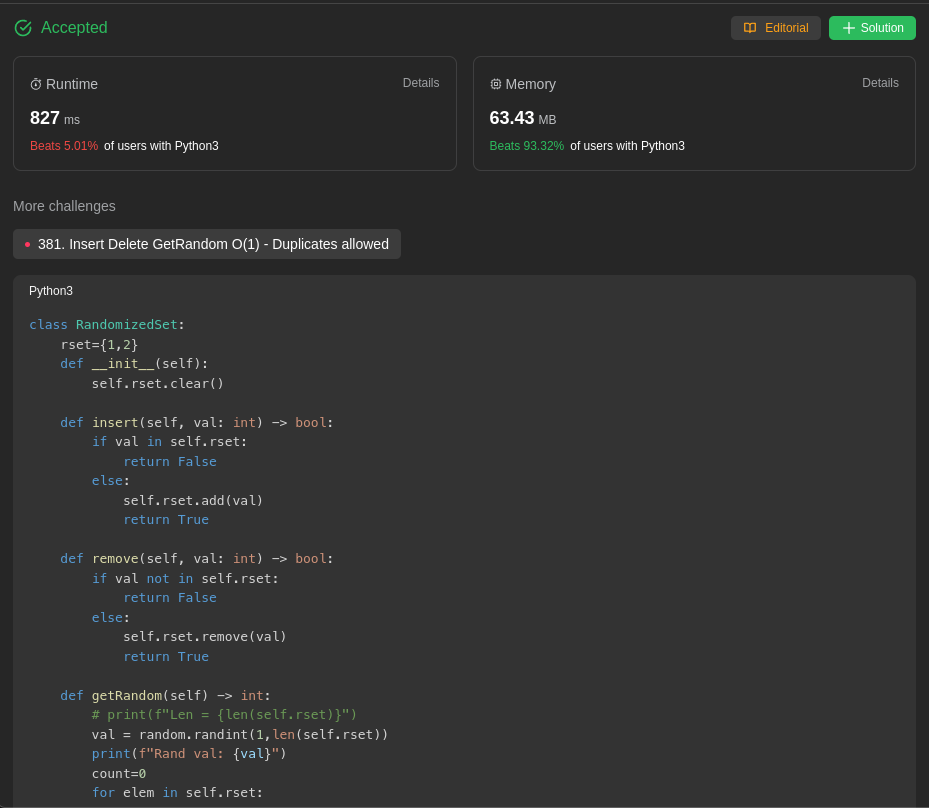 Accepted
Editorial
Solution
Runtime
Details
827 ms
Beats 5.01% of users with Python3
Memory
Details
63.43 MB
Beats 93.32% of users with Python3
More challenges
381. Insert Delete GetRandom O(1) - Duplicates allowed
Python3
class RandomizedSet:
    rset={1,2}
    def __init__(self):
        self.rset.clear()

    def insert(self, val: int) -> bool:
        if val in self.rset:
            return False
        else:
            self.rset.add(val)
            return True

    def remove(self, val: int) -> bool:
        if val not in self.rset:
            return False
        else:
            self.rset.remove(val)
            return True

    def getRandom(self) -> int:
        # print(f"Len = {len(self.rset)}")
        val = random.randint(1,len(self.rset))
        print(f"Rand val: {val}")
        count=0
        for elem in self.rset: